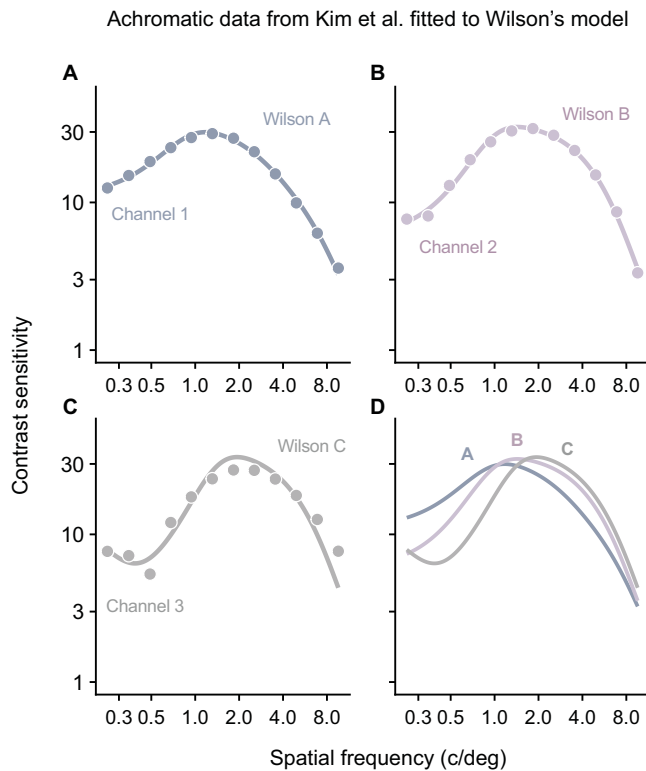 Achromatic data from Kim et al. fitted to Wilson's model
A
B
Wilson A
Wilson B
30
10
3
1
Channel 1
Channel 2
0.3 0.5 1.0 2.0 4.0 8.0
0.3 0.5 1.0 2.0 4.0 8.0
Contrast sensitivity
C
D
Wilson C
A
B
C
30
10
3
1
Channel 3
0.3 0.5 1.0 2.0 4.0 8.0
0.3 0.5 1.0 2.0 4.0 8.0
Spatial frequency (c/deg)